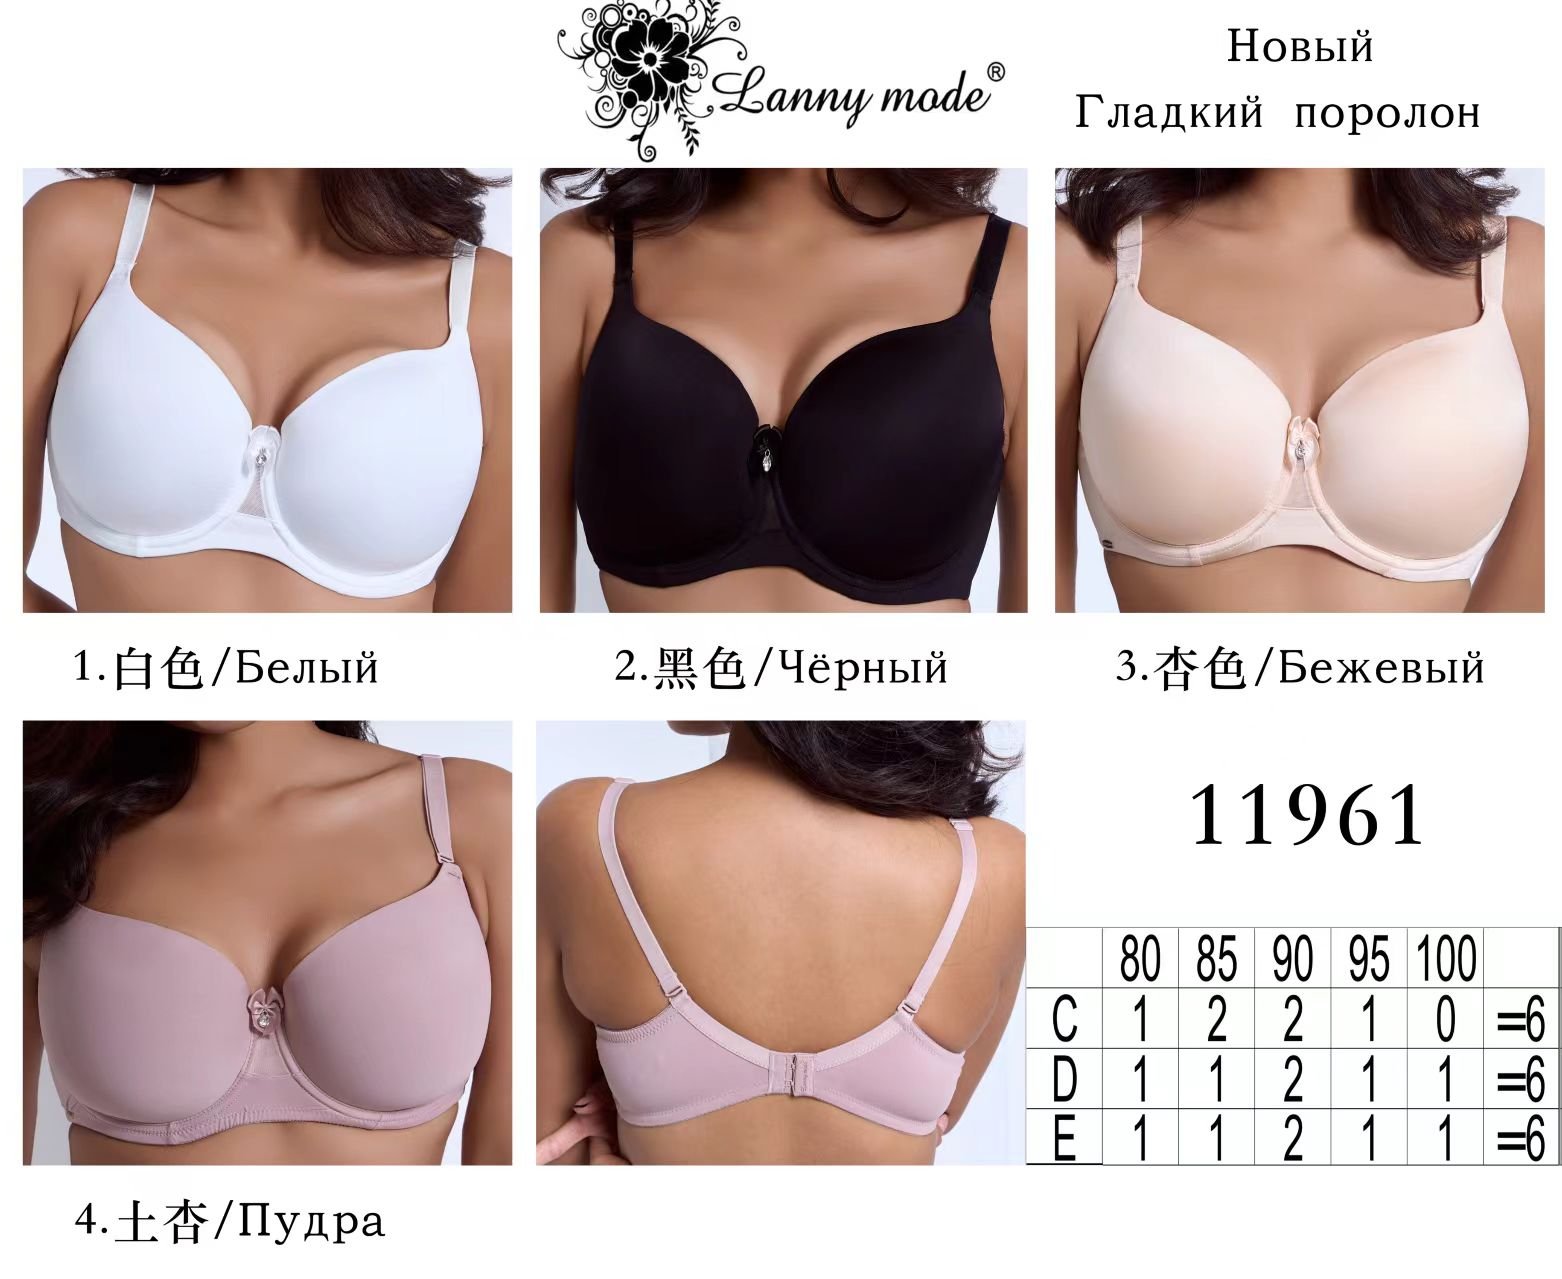 Lanny mode®
Новый
Гладкий поролон
1.白色/Белый
2.黑色/Чёрный
3.杏色/Бежевый
11961
80 85 90 95 100
C 1 2 2 1 0 =6
D 1 1 2 1 1 =6
E 1 1 2 1 1 =6
4.土杏/Пудра